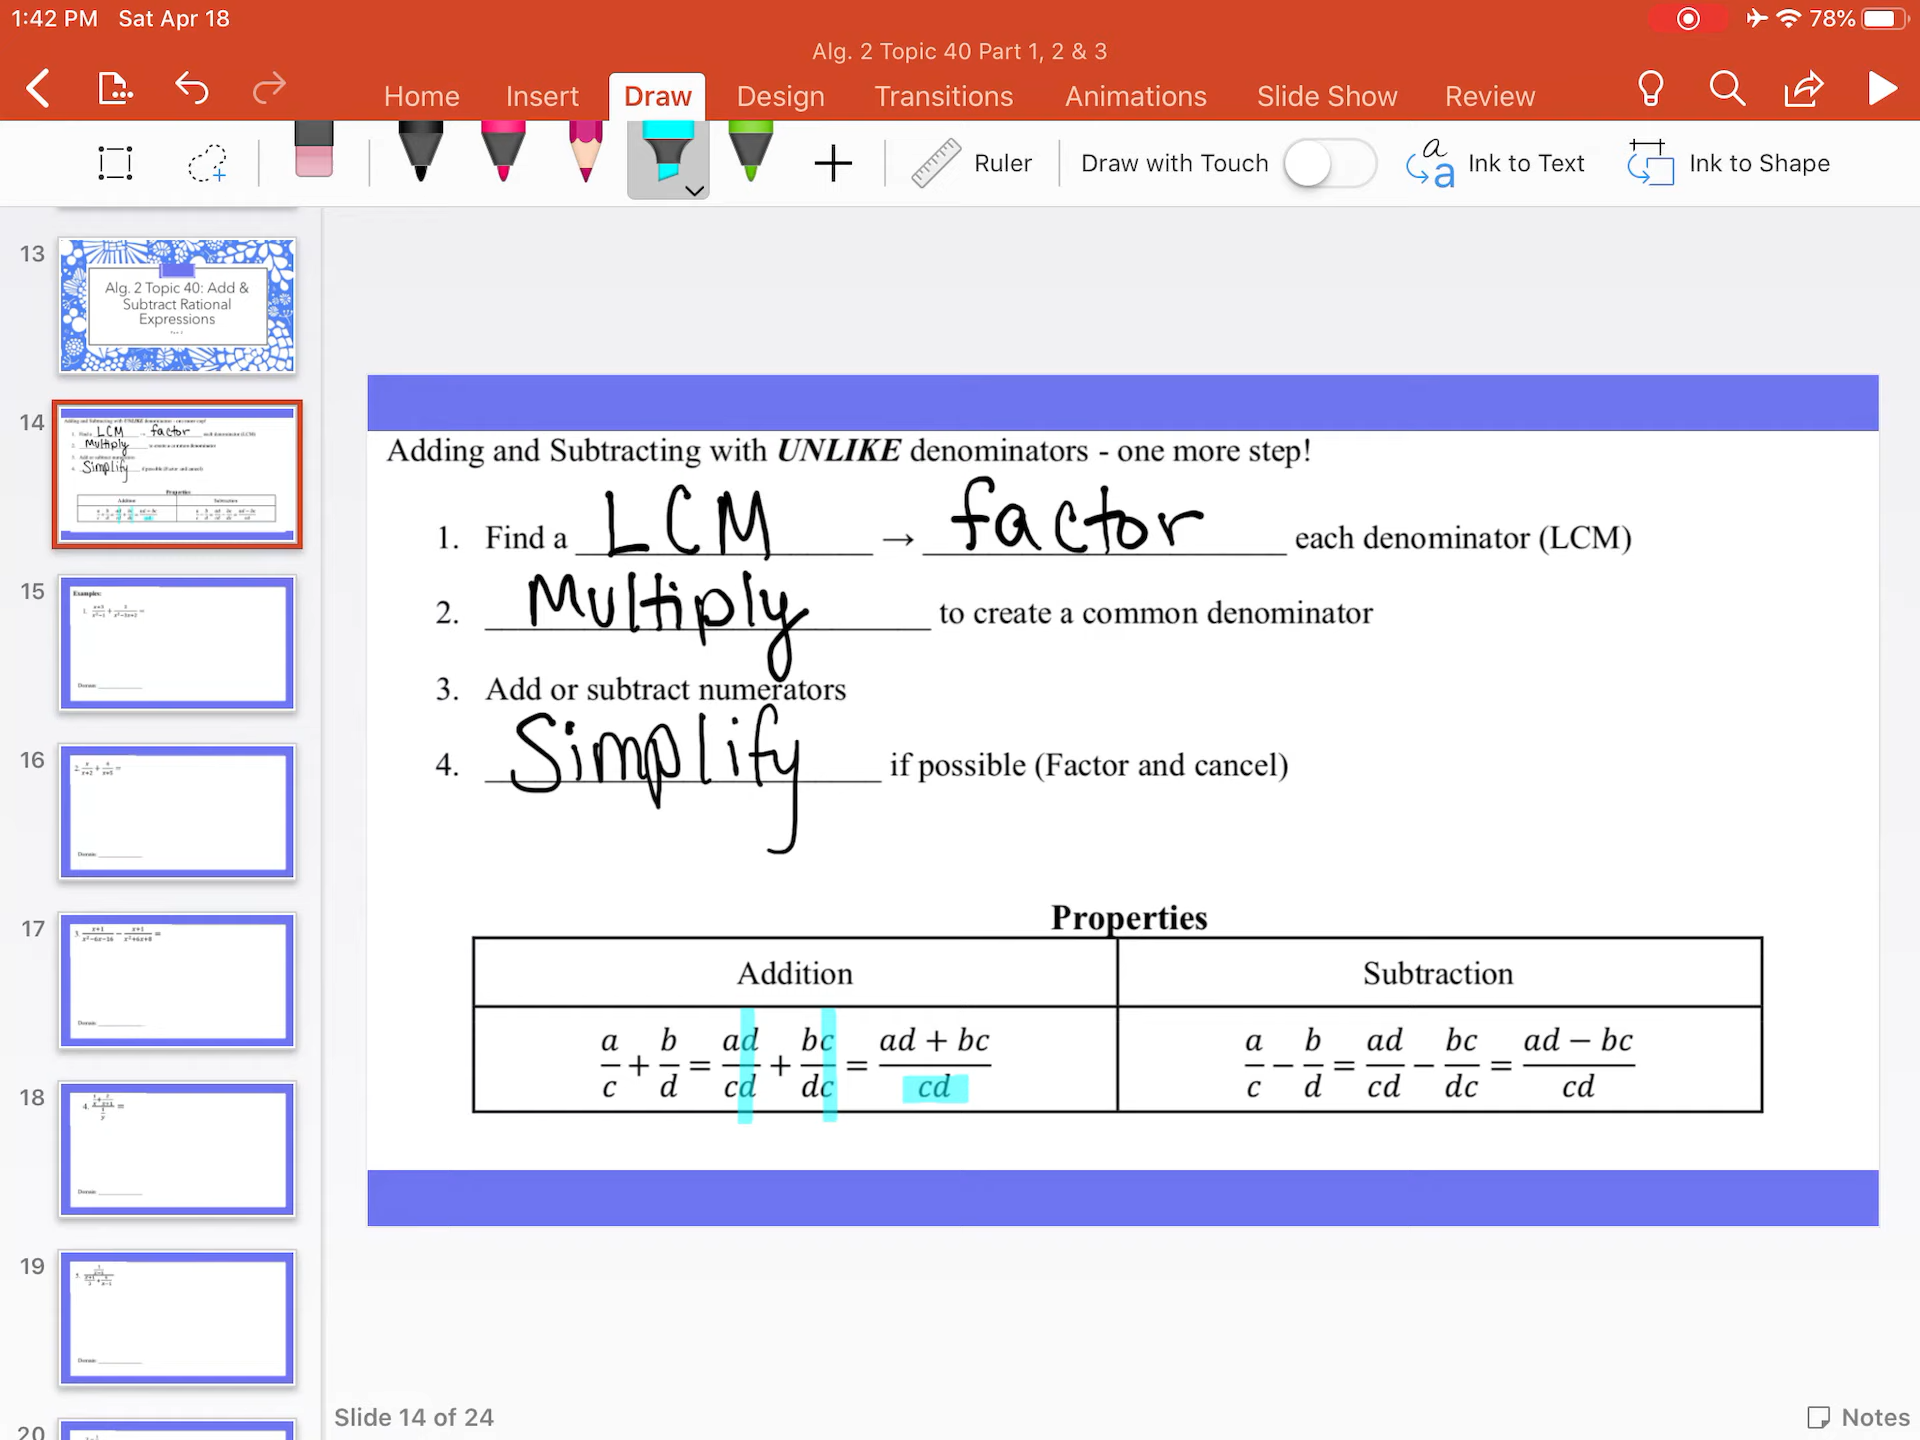 1:42 PM Sat Apr 18
78%
Alg. 2 Topic 40 Part 1, 2 & 3
Home Insert Draw Design Transitions Animations Slide Show Review
Ruler Draw with Touch Ink to Text Ink to Shape
13
Alg. 2 Topic 40: Add &
Subtract Rational
Expressions
14
15
Examples:
16
17
18
19
20
Adding and Subtracting with UNLIKE denominators - one more step!
1. Find a LCM → factor each denominator (LCM)
2. Multiply to create a common denominator
3. Add or subtract numerators
4. Simplify if possible (Factor and cancel)
Properties
Addition Subtraction
a/c + b/d = ad/cd + bc/dc = ad + bc/cd
a/c − b/d = ad/cd − bc/dc = ad − bc/cd
Slide 14 of 24
Notes